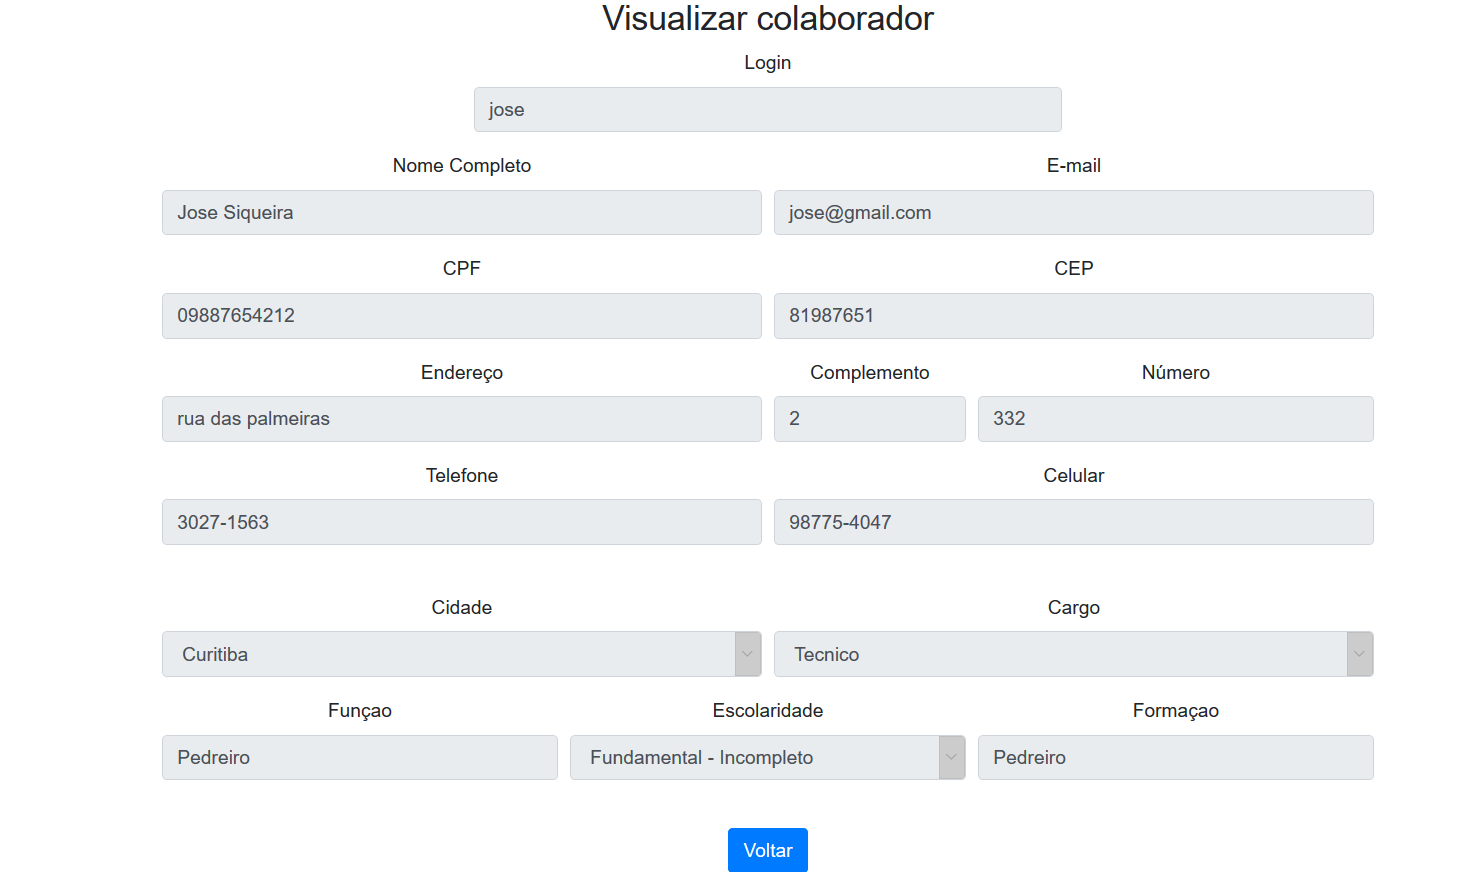 Visualizar colaborador
Login
jose
Nome Completo E-mail
Jose Siqueira jose@gmail.com
CPF CEP
09887654212 81987651
Endereço Complemento Número
rua das palmeiras 2 332
Telefone Celular
3027-1563 98775-4047
Cidade Cargo
Curitiba Tecnico
Funçao Escolaridade Formaçao
Pedreiro Fundamental - Incompleto Pedreiro
Voltar